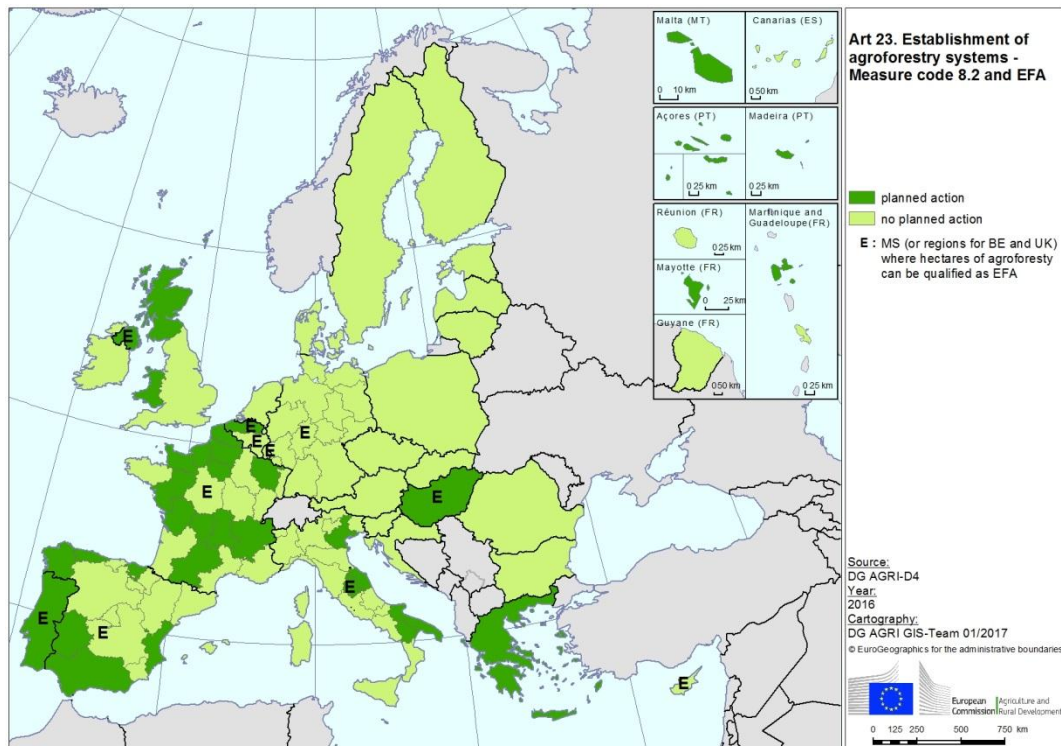 Malta (MT)
0 10 km
Canarias (ES)
0 50 km
Açores (PT)
0 25 km
Madeira (PT)
0 25 km
Réunion (FR)
0 25 km
Martinique and
Guadeloupe(FR)
Mayotte (FR)
0 25 km
Guyane (FR)
0 50 km
0 25 km
E
E
E
E
E
E
E
E
E
E
E
Art 23. Establishment of
agroforestry systems -
Measure code 8.2 and EFA
planned action
no planned action
E : MS (or regions for BE and UK)
where hectares of agroforesty
can be qualified as EFA
Source:
DG AGRI-D4
Year:
2016
Cartography:
DG AGRI GIS-Team 01/2017
© EuroGeographics for the administrative boundaries
European
Commission
Agriculture and
Rural Development
0 125 250 500 750 km